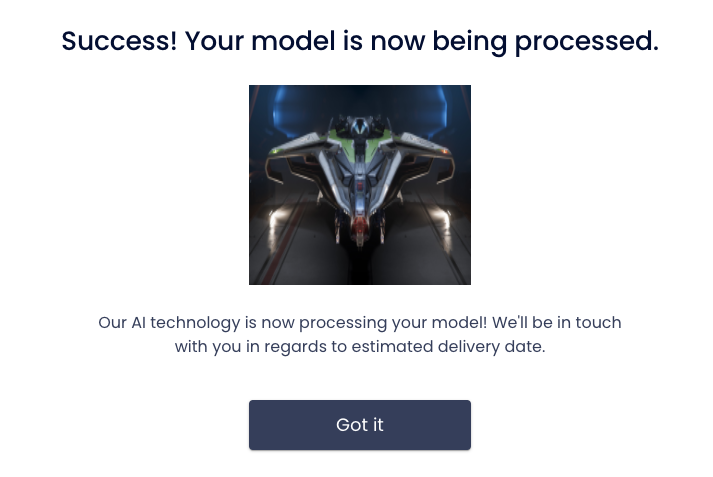 Success! Your model is now being processed.
Our AI technology is now processing your model! We'll be in touch
with you in regards to estimated delivery date.
Got it